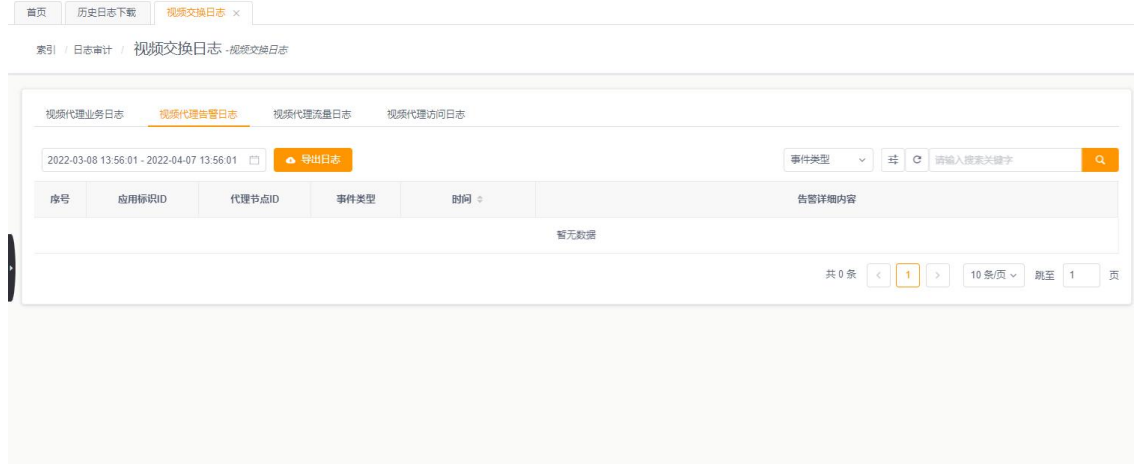 首页 历史日志下载 视频交换日志 ×
索引 / 日志审计 / 视频交换日志 -视频交换日志
视频代理业务日志 视频代理告警日志 视频代理流量日志 视频代理访问日志
2022-03-08 13:56:01 - 2022-04-07 13:56:01 导出日志 事件类型 请输入搜索关键字
序号 应用标识ID 代理节点ID 事件类型 时间 告警详细内容
暂无数据
共 0 条 < 1 > 10 条/页 跳至 1 页